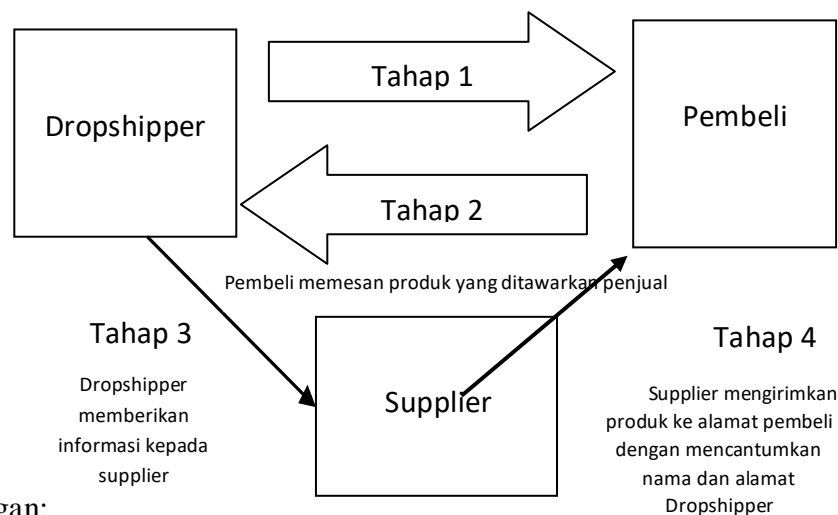 Tahap 1
Dropshipper
Pembeli
Tahap 2
Pembeli memesan produk yang ditawarkan penjual
Tahap 3
Dropshipper
memberikan
informasi kepada
supplier
Supplier
Tahap 4
Supplier mengirimkan
produk ke alamat pembeli
dengan mencantumkan
nama dan alamat
Dropshipper
gan: